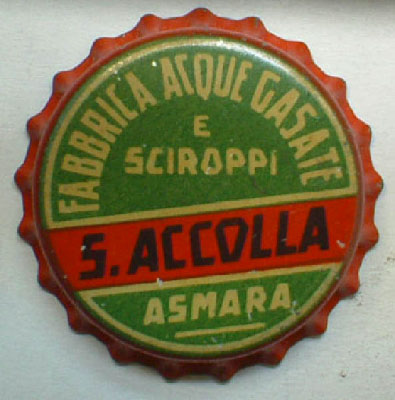 FABBRICA ACQUE GASATE
E
SCIROPPI
S. ACCOLLA
ASMARA